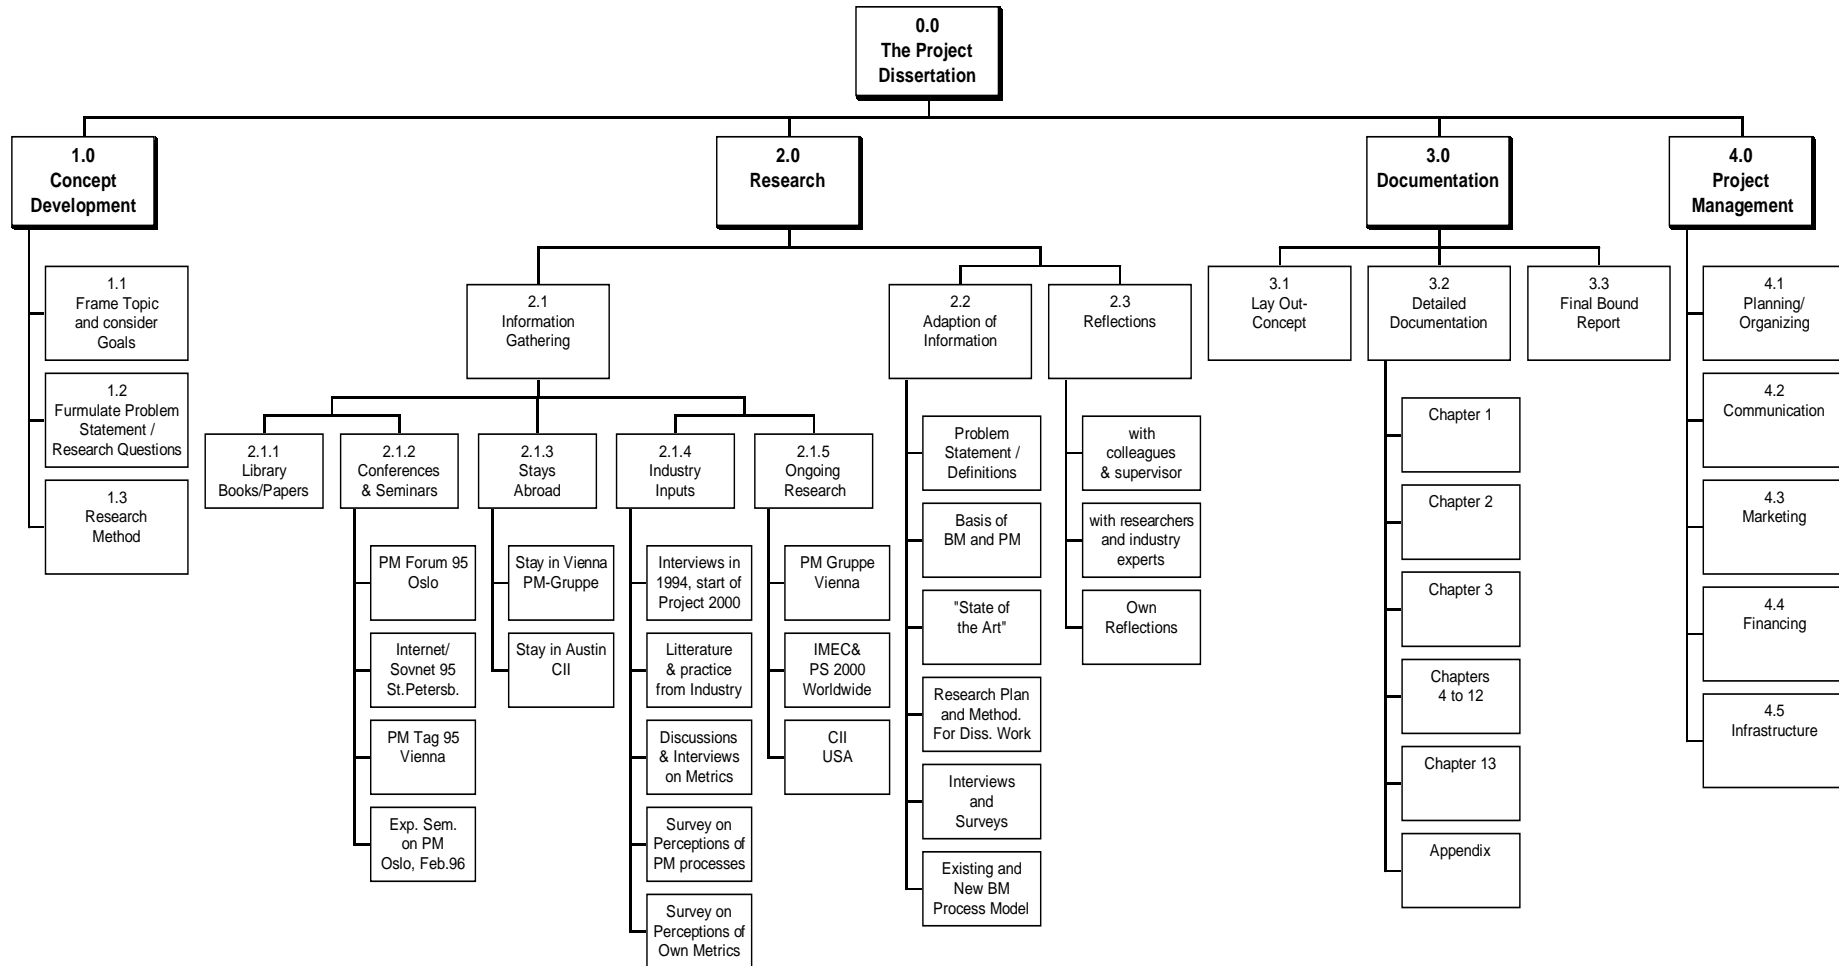 0.0
The Project
Dissertation
1.0
Concept
Development
2.0
Research
3.0
Documentation
4.0
Project
Management
1.1
Frame Topic
and consider
Goals
1.2
Furmulate Problem
Statement /
Research Questions
1.3
Research
Method
2.1
Information
Gathering
2.1.1
Library
Books/Papers
2.1.2
Conferences
& Seminars
PM Forum 95
Oslo
Internet/
Sovnet 95
St.Petersb.
PM Tag 95
Vienna
Exp. Sem.
on PM
Oslo, Feb.96
2.1.3
Stays
Abroad
Stay in Vienna
PM-Gruppe
Stay in Austin
CII
2.1.4
Industry
Inputs
Interviews in
1994, start of
Project 2000
Litterature
& practice
from Industry
Discussions
& Interviews
on Metrics
Survey on
Perceptions of
PM processes
Survey on
Perceptions of
Own Metrics
2.1.5
Ongoing
Research
PM Gruppe
Vienna
IMEC&
PS 2000
Worldwide
CII
USA
2.2
Adaption of
Information
Problem
Statement /
Definitions
Basis of
BM and PM
"State of
the Art"
Research Plan
and Method.
For Diss. Work
Interviews
and
Surveys
Existing and
New BM
Process Model
2.3
Reflections
with
colleagues
& supervisor
with researchers
and industry
experts
Own
Reflections
3.1
Lay Out-
Concept
3.2
Detailed
Documentation
Chapter 1
Chapter 2
Chapter 3
Chapters
4 to 12
Chapter 13
Appendix
3.3
Final Bound
Report
4.1
Planning/
Organizing
4.2
Communication
4.3
Marketing
4.4
Financing
4.5
Infrastructure